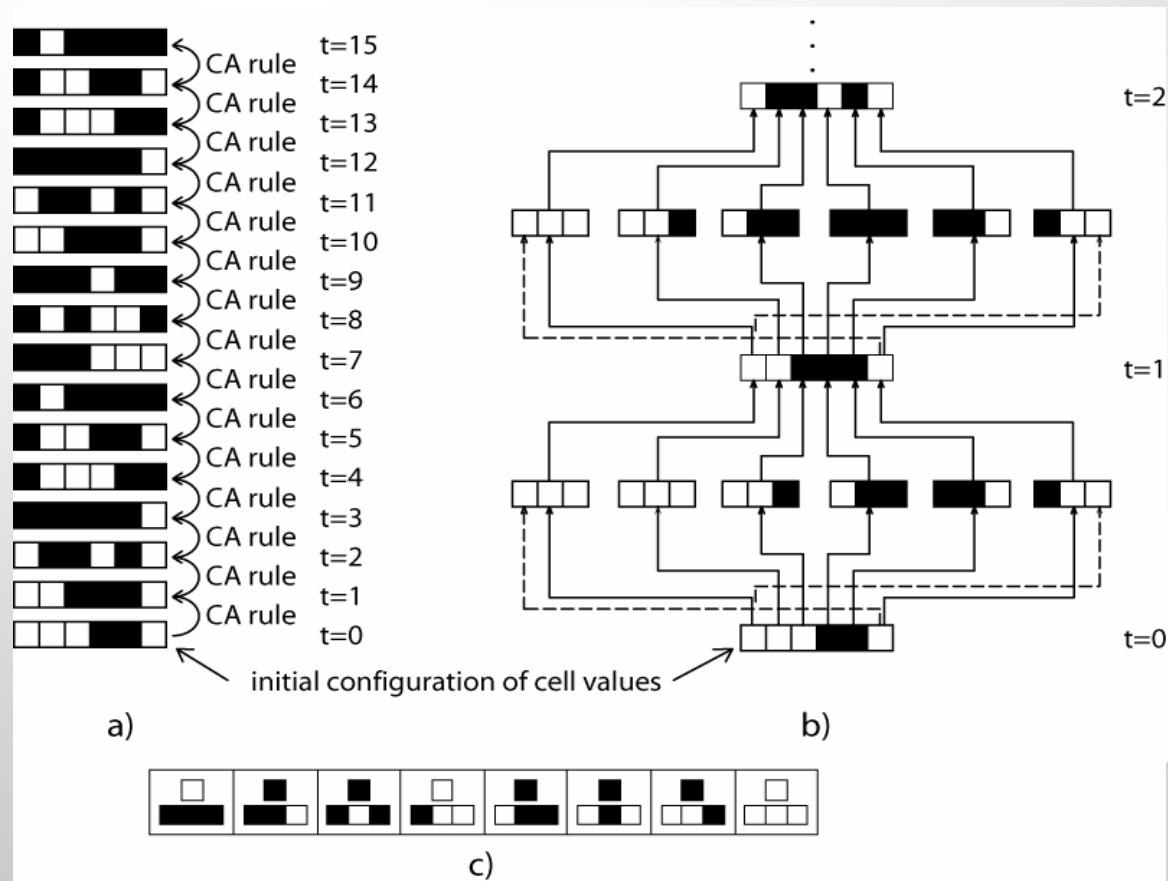 t=15
CA rule
t=14
CA rule
t=13
CA rule
t=12
CA rule
t=11
CA rule
t=10
CA rule
t=9
CA rule
t=8
CA rule
t=7
CA rule
t=6
CA rule
t=5
CA rule
t=4
CA rule
t=3
CA rule
t=2
CA rule
t=1
CA rule
t=0
t=2
t=1
t=0
initial configuration of cell values
a)
b)
c)